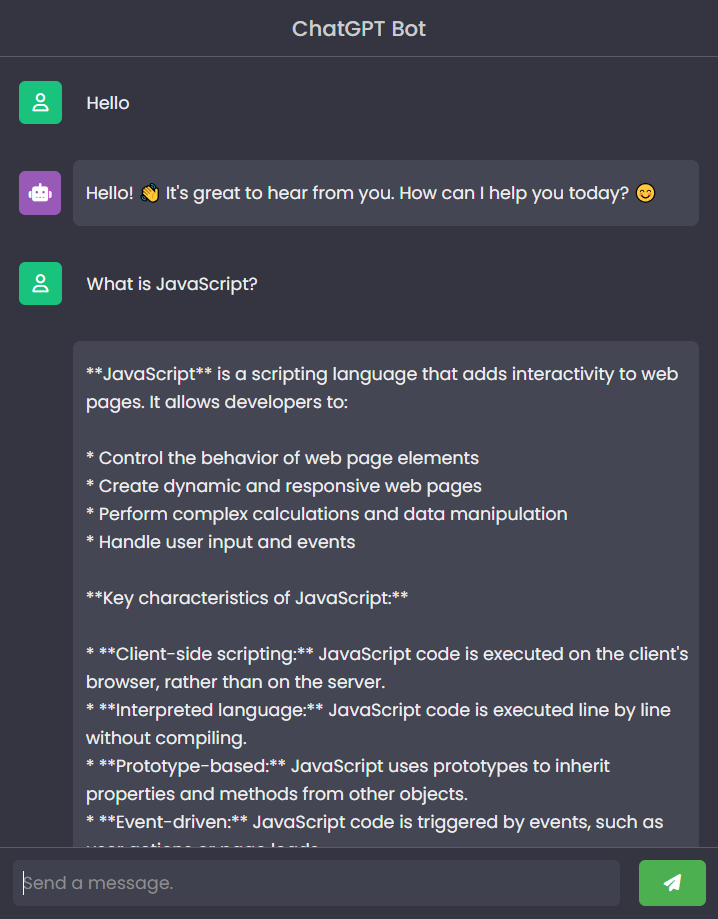 ChatGPT Bot
Hello
Hello! 👋 It's great to hear from you. How can I help you today? 😊
What is JavaScript?
**JavaScript** is a scripting language that adds interactivity to web
pages. It allows developers to:
* Control the behavior of web page elements
* Create dynamic and responsive web pages
* Perform complex calculations and data manipulation
* Handle user input and events
**Key characteristics of JavaScript:**
* **Client-side scripting:** JavaScript code is executed on the client's
browser, rather than on the server.
* **Interpreted language:** JavaScript code is executed line by line
without compiling.
* **Prototype-based:** JavaScript uses prototypes to inherit
properties and methods from other objects.
* **Event-driven:** JavaScript code is triggered by events, such as
user actions or page loads.
Send a message.